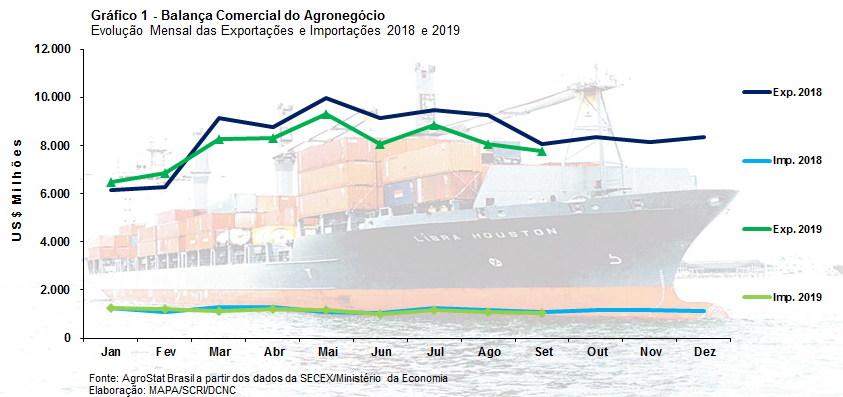 Gráfico 1 - Balança Comercial do Agronegócio
Evolução Mensal das Exportações e Importações 2018 e 2019
US$ Milhões
12.000
10.000
8.000
6.000
4.000
2.000
0
Jan Fev Mar Abr Mai Jun Jul Ago Set Out Nov Dez
Exp. 2018
Imp. 2018
Exp. 2019
Imp. 2019
LIBRA HOUSTON
Fonte: AgroStat Brasil a partir dos dados da SECEX/Ministério da Economia
Elaboração: MAPA/SCRI/DCNC